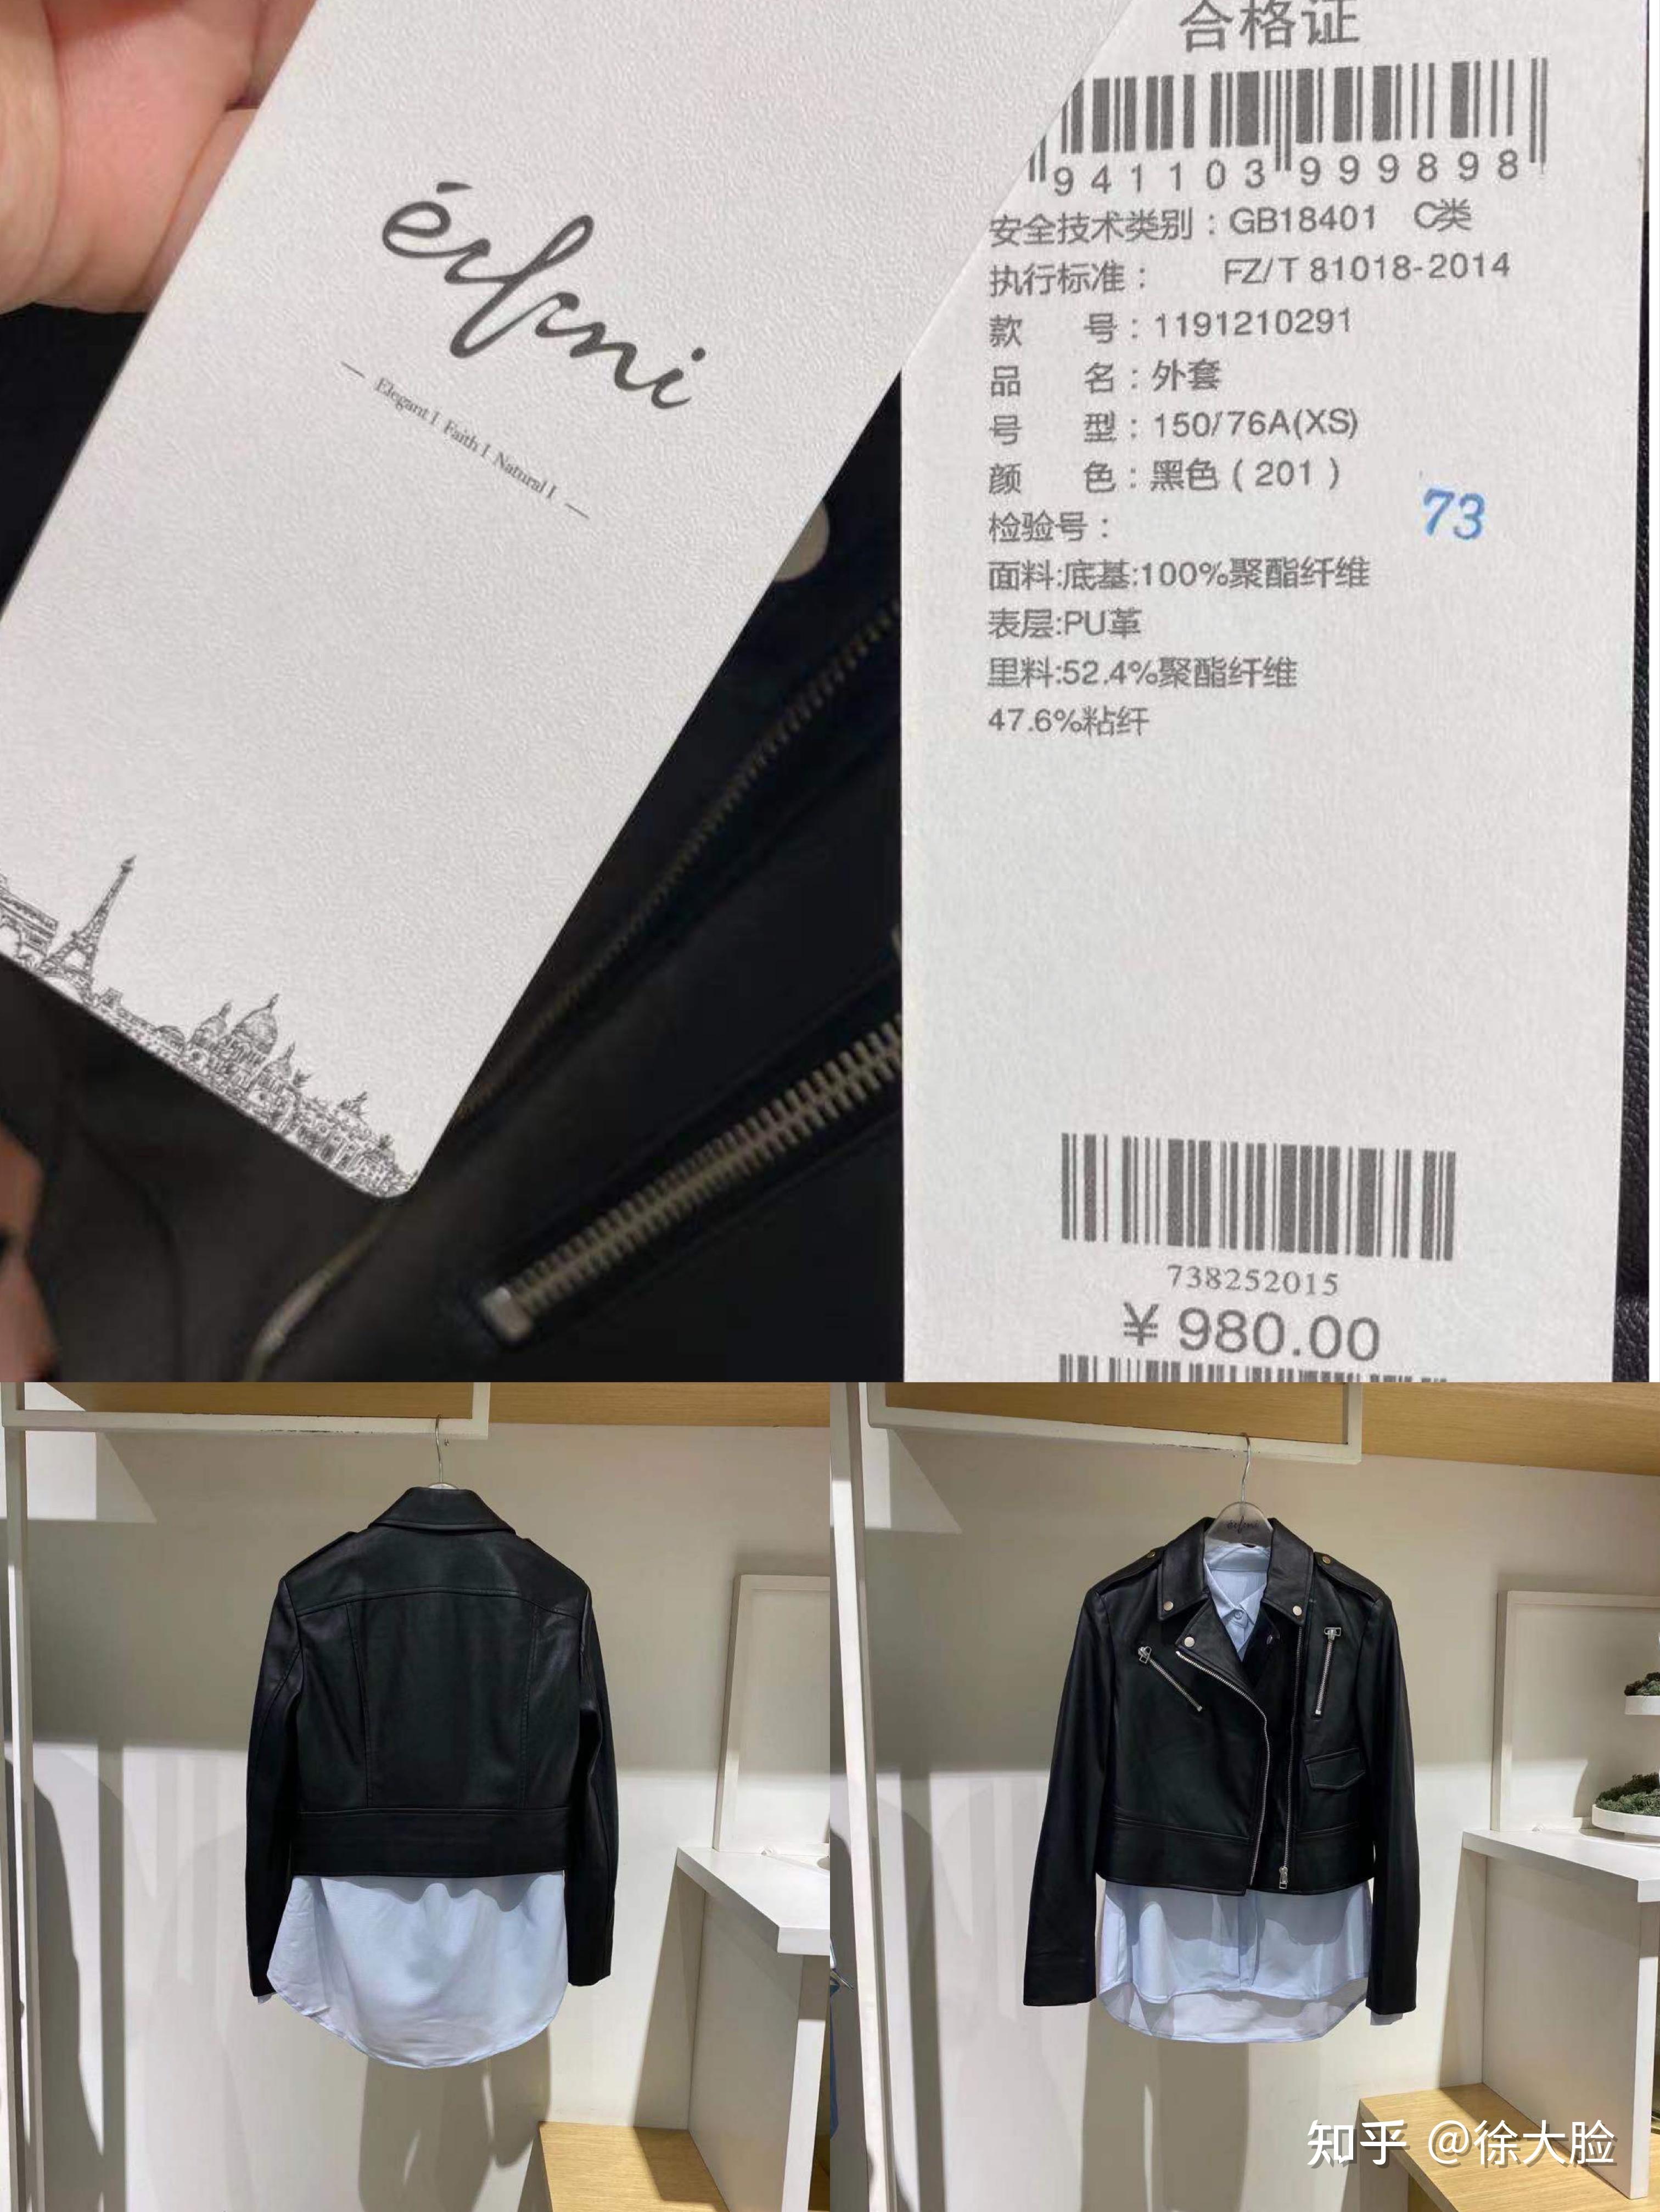 érfani
Elegant I Faith I Natural I
合格证
941103 999898
安全技术类别：GB18401 C类
执行标准： FZ/T 81018-2014
款 号：1191210291
品 名：外套
号 型：150/76A(XS)
颜 色：黑色（201）
检验号：
73
面料:底基:100%聚酯纤维
表层:PU革
里料:52.4%聚酯纤维
47.6%粘纤
738252015
¥ 980.00
知乎 @徐大脸